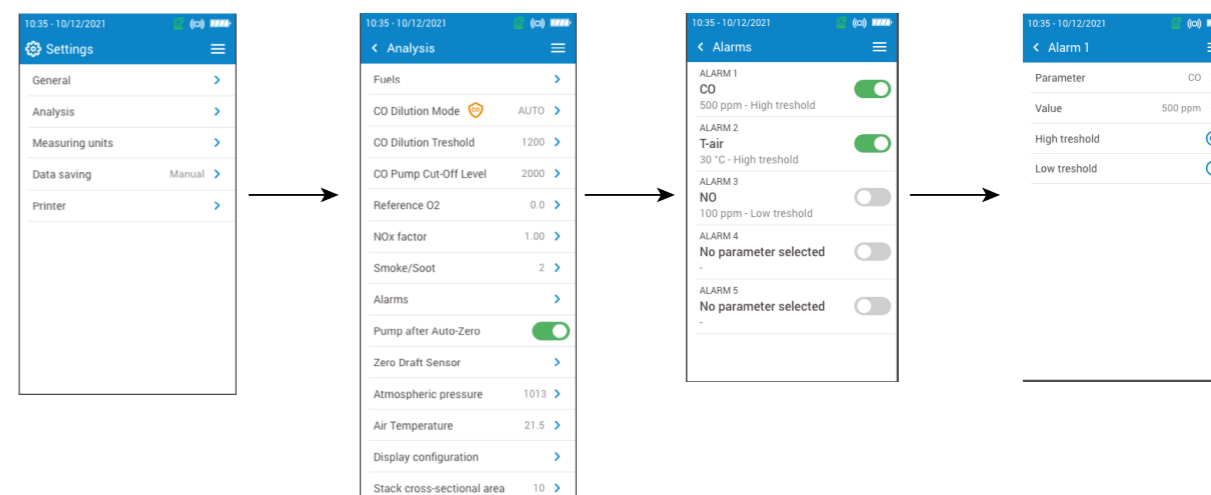 10:35 - 10/12/2021
Settings
General
Analysis
Measuring units
Data saving Manual
Printer
10:35 - 10/12/2021
Analysis
Fuels
CO Dilution Mode CO AUTO
CO Dilution Treshold 1200
CO Pump Cut-Off Level 2000
Reference O2 0.0
NOx factor 1.00
Smoke/Soot 2
Alarms
Pump after Auto-Zero
Zero Draft Sensor
Atmospheric pressure 1013
Air Temperature 21.5
Display configuration
Stack cross-sectional area 10
10:35 - 10/12/2021
Alarms
ALARM 1
CO
500 ppm - High treshold
ALARM 2
T-air
30 °C - High treshold
ALARM 3
NO
100 ppm - Low treshold
ALARM 4
No parameter selected
-
ALARM 5
No parameter selected
-
10:35 - 10/12/2021
Alarm 1
Parameter CO
Value 500 ppm
High treshold
Low treshold